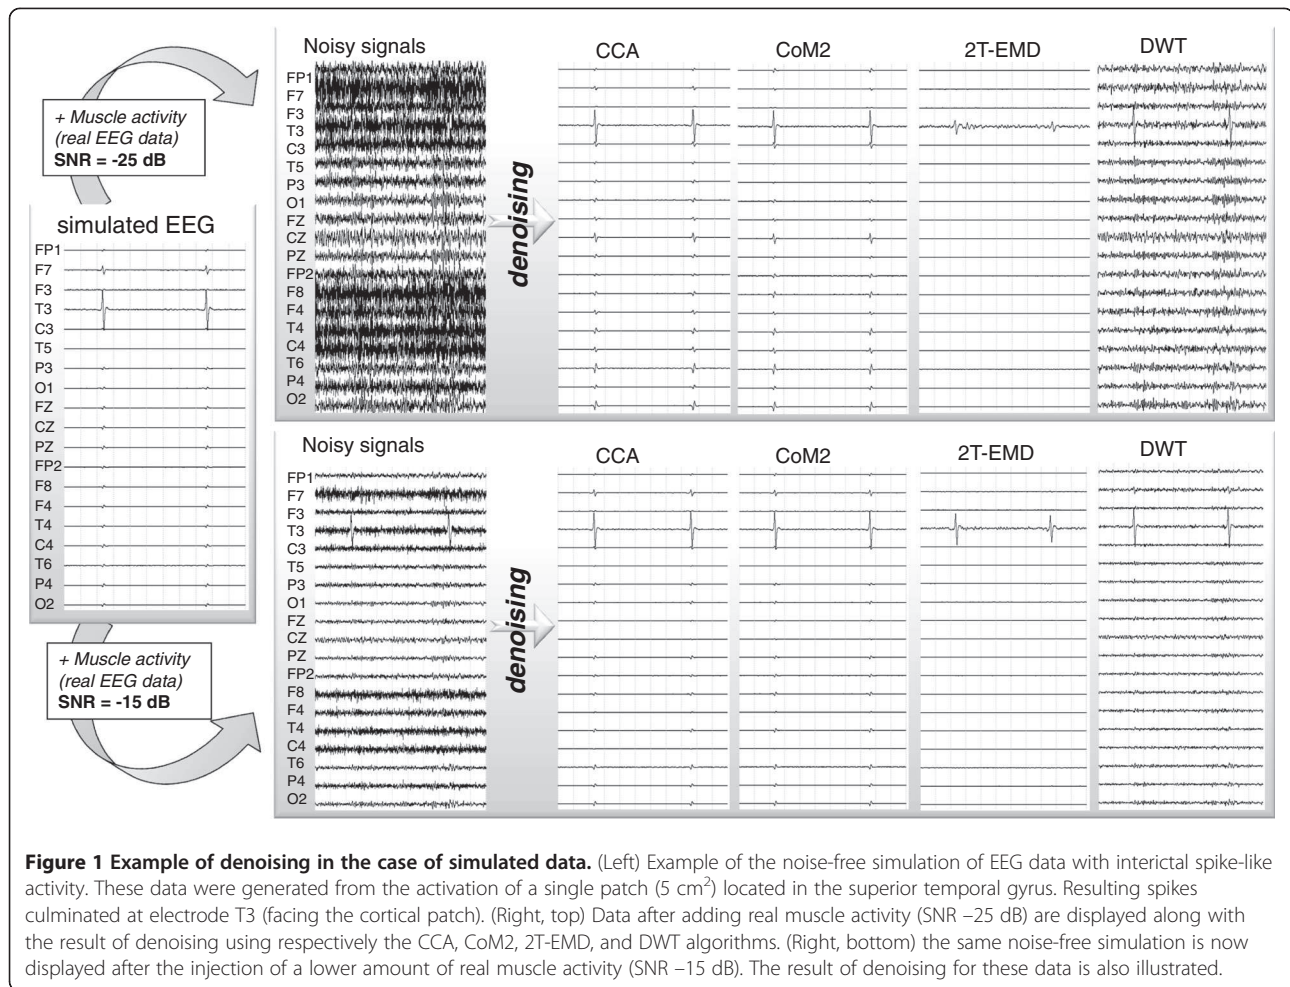 + Muscle activity
(real EEG data)
SNR = -25 dB
simulated EEG
FP1
F7
F3
T3
C3
T5
P3
O1
FZ
CZ
PZ
FP2
F8
F4
T4
C4
T6
P4
O2
+ Muscle activity
(real EEG data)
SNR = -15 dB
Noisy signals
FP1
F7
F3
T3
C3
T5
P3
O1
FZ
CZ
PZ
FP2
F8
F4
T4
C4
T6
P4
O2
denoising
CCA
CoM2
2T-EMD
DWT
Noisy signals
FP1
F7
F3
T3
C3
T5
P3
O1
FZ
CZ
PZ
FP2
F8
F4
T4
C4
T6
P4
O2
denoising
CCA
CoM2
2T-EMD
DWT
Figure 1 Example of denoising in the case of simulated data. (Left) Example of the noise-free simulation of EEG data with interictal spike-like
activity. These data were generated from the activation of a single patch (5 cm²) located in the superior temporal gyrus. Resulting spikes
culminated at electrode T3 (facing the cortical patch). (Right, top) Data after adding real muscle activity (SNR –25 dB) are displayed along with
the result of denoising using respectively the CCA, CoM2, 2T-EMD, and DWT algorithms. (Right, bottom) the same noise-free simulation is now
displayed after the injection of a lower amount of real muscle activity (SNR –15 dB). The result of denoising for these data is also illustrated.